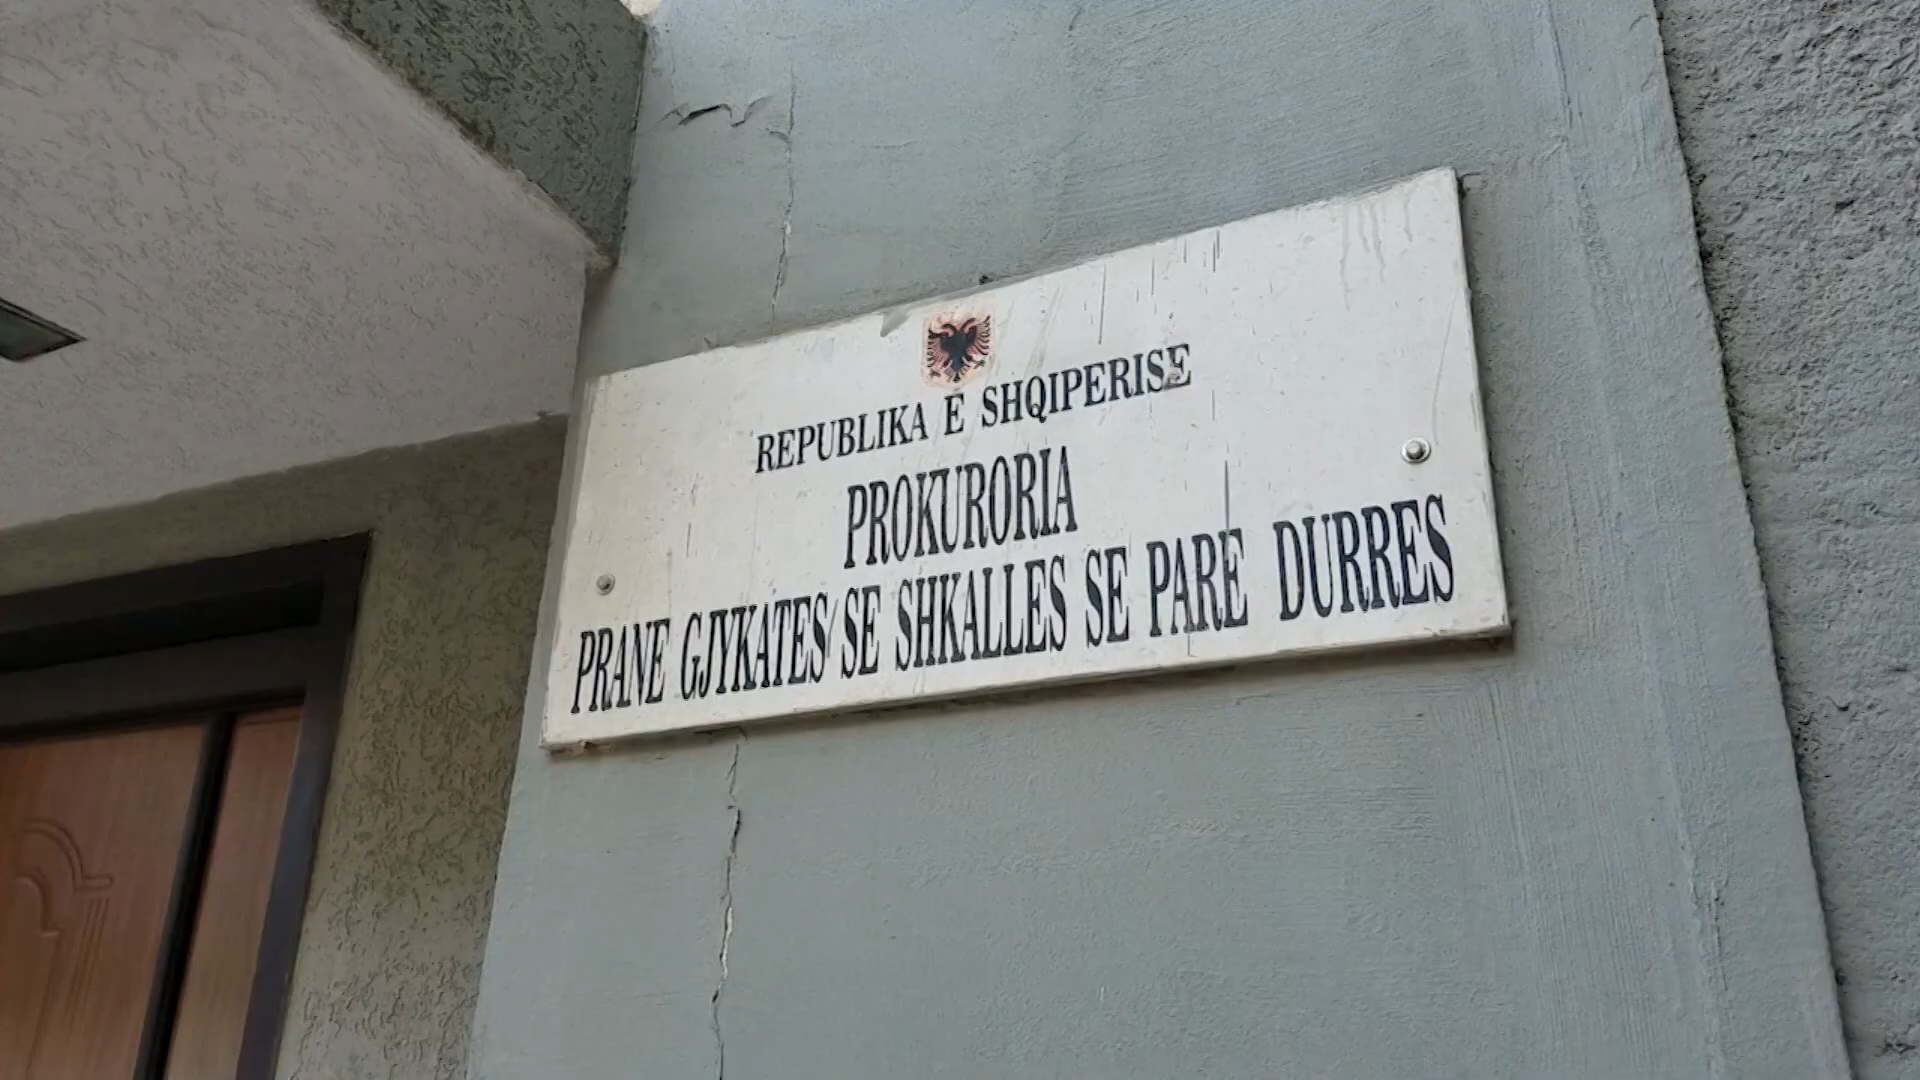 REPUBLIKA E SHQIPERISE
PROKURORIA
PRANE GJYKATES SE SHKALLES SE PARE DURRES